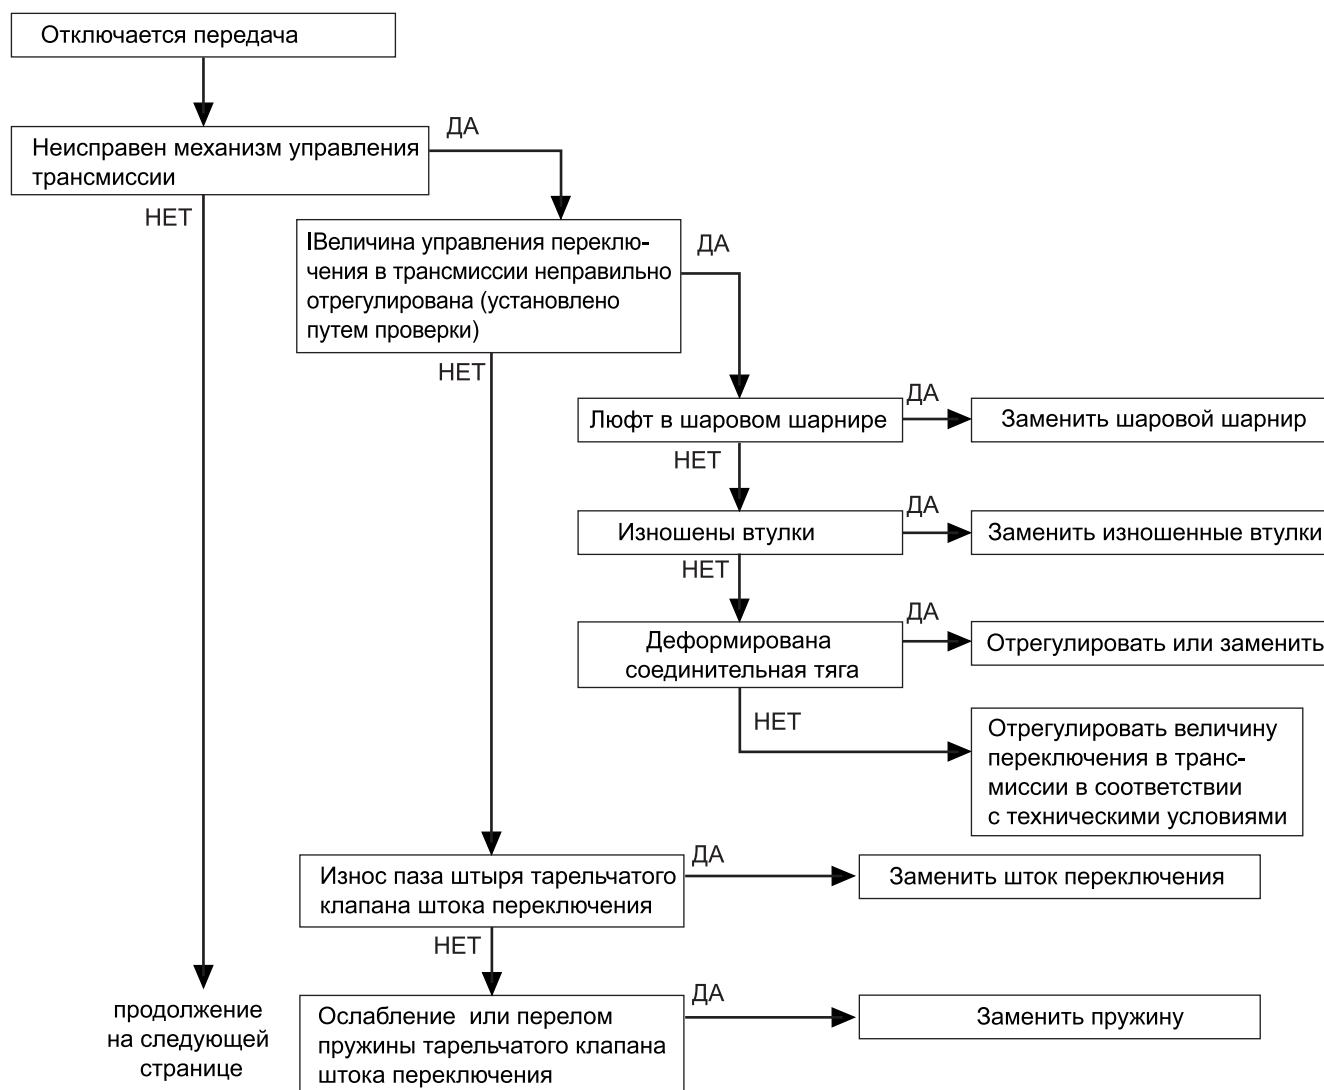 Отключается передача
ДА
Неисправен механизм управления
трансмиссии
НЕТ
IВеличина управления переклю-
чения в трансмиссии неправильно
отрегулирована (установлено
путем проверки)
ДА
НЕТ
Люфт в шаровом шарнире
ДА
Заменить шаровой шарнир
НЕТ
Изношены втулки
ДА
Заменить изношенные втулки
НЕТ
Деформирована
соединительная тяга
ДА
Отрегулировать или заменить
НЕТ
Отрегулировать величину
переключения в транс-
миссии в соответствии
с техническими условиями
Износ паза штыря тарельчатого
клапана штока переключения
ДА
Заменить шток переключения
НЕТ
продолжение
на следующей
странице
Ослабление или перелом
пружины тарельчатого клапана
штока переключения
ДА
Заменить пружину